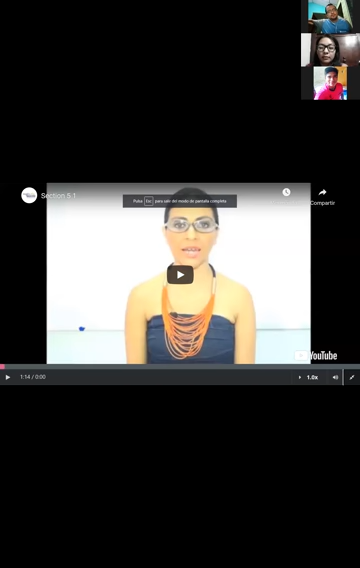 Section 5.1
Pulsa Esc para salir del modo de pantalla completa
Compartir
YouTube
1:14 / 0:00
1.0x